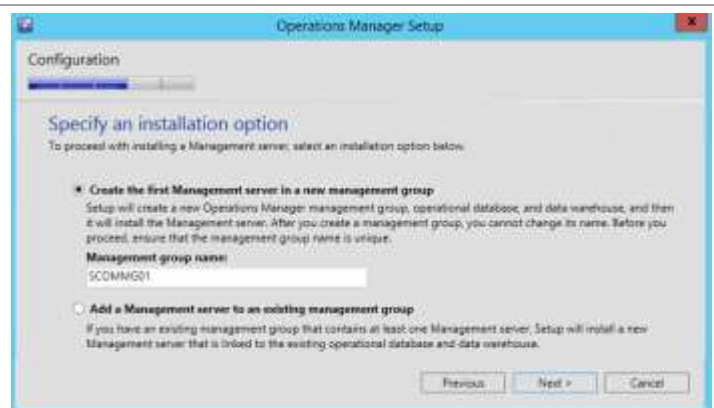 Operations Manager Setup
Configuration
Specify an installation option
To proceed with installing a Management server, select an installation option below.
Create the first Management server in a new management group
Setup will create a new Operations Manager management group, operational database, and data warehouse, and then
it will install the Management server. After you create a management group, you cannot change its name. Before you
proceed, ensure that the management group name is unique.
Management group name:
SCOMMG01
Add a Management server to an existing management group
If you have an existing management group that contains at least one Management server, Setup will install a new
Management server that is linked to the existing operational database and data warehouse.
Previous
Next >
Cancel